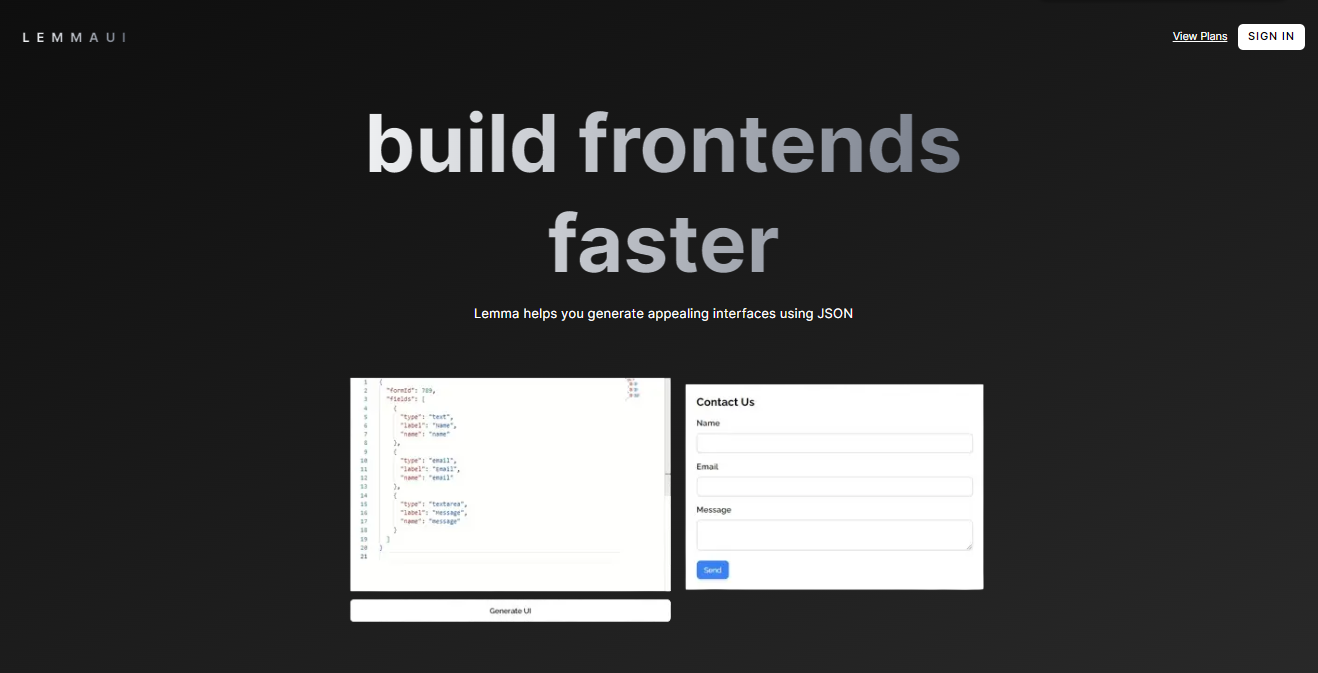 LEMMAUI
View Plans
SIGN IN
build frontends
faster
Lemma helps you generate appealing interfaces using JSON
1 {
2 "formId": 789,
3 "fields": [
4 {
5 "type": "text",
6 "label": "Name",
7 "name": "name"
8 },
9 {
10 "type": "email",
11 "label": "Email",
12 "name": "email"
13 },
14 {
15 "type": "textarea",
16 "label": "Message",
17 "name": "message"
18 }
19 ]
20 }
21
Generate UI
Contact Us
Name
Email
Message
Send